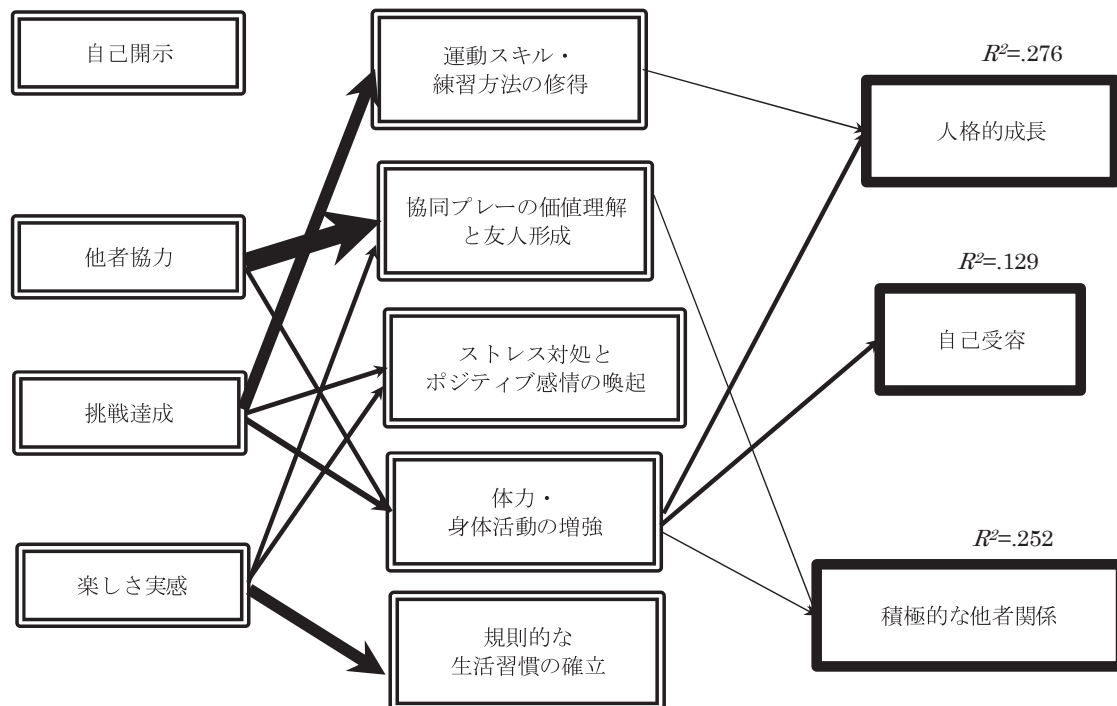 自己開示
他者協力
挑戦達成
楽しさ実感
運動スキル・
練習方法の修得
協同プレーの価値理解
と友人形成
ストレス対処と
ポジティブ感情の喚起
体力・
身体活動の増強
規則的な
生活習慣の確立
R²=.276
人格的成長
R²=.129
自己受容
R²=.252
積極的な他者関係